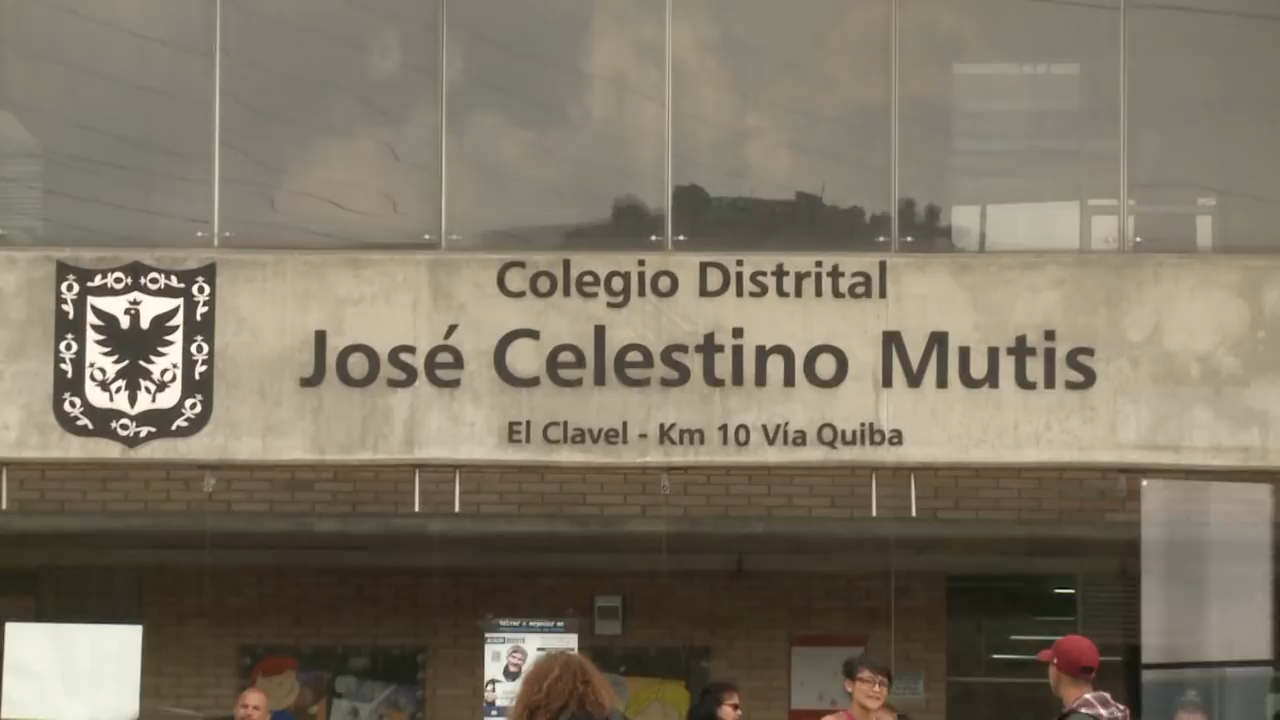 Colegio Distrital
José Celestino Mutis
El Clavel - Km 10 Vía Quiba